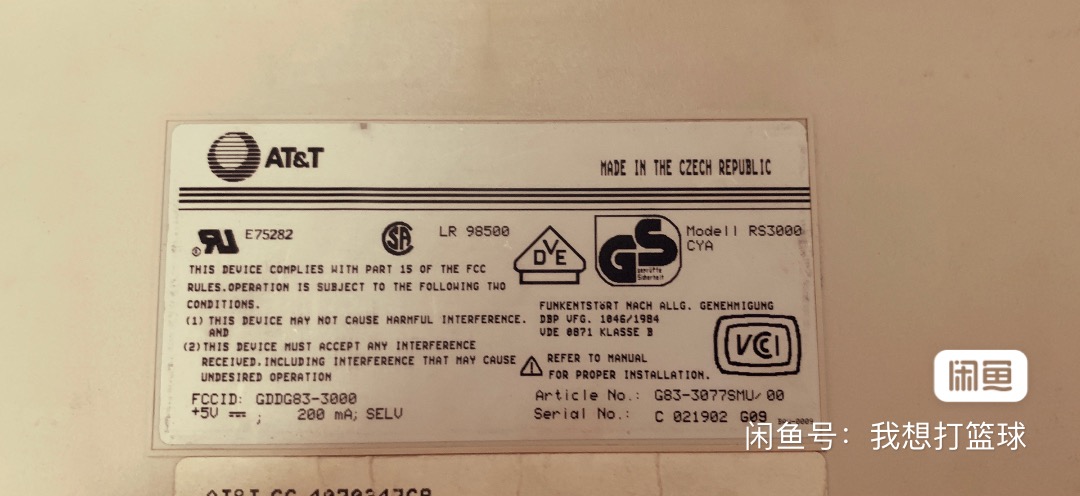 AT&T
MADE IN THE CZECH REPUBLIC
E75282
LR 98500
DVE
GS
geprüfte
Sicherheit
Modell RS3000
CYA
THIS DEVICE COMPLIES WITH PART 15 OF THE FCC
RULES.OPERATION IS SUBJECT TO THE FOLLOWING TWO
CONDITIONS.
(1) THIS DEVICE MAY NOT CAUSE HARMFUL INTERFERENCE.
AND
(2) THIS DEVICE MUST ACCEPT ANY INTERFERENCE
RECEIVED.INCLUDING INTERFERENCE THAT MAY CAUSE
UNDESIRED OPERATION
FUNKENTSTöRT NACH ALLG. GENEHMIGUNG
DBP VFG. 1046/1984
VDE 0871 KLASSE B
VCCI
REFER TO MANUAL
FOR PROPER INSTALLATION.
FCCID: GDDG83-3000
+5V ⎓ ; 200 mA; SELV
Article No.: G83-3077SMU/00
Serial No.: C 021902 G09
闲鱼
闲鱼号：我想打篮球